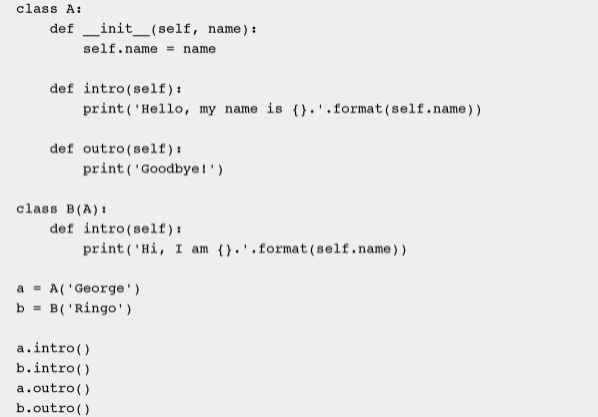 class A:
    def __init__(self, name):
        self.name = name

    def intro(self):
        print('Hello, my name is {}.'.format(self.name))

    def outro(self):
        print('Goodbye!')

class B(A):
    def intro(self):
        print('Hi, I am {}.'.format(self.name))

a = A('George')
b = B('Ringo')

a.intro()
b.intro()
a.outro()
b.outro()